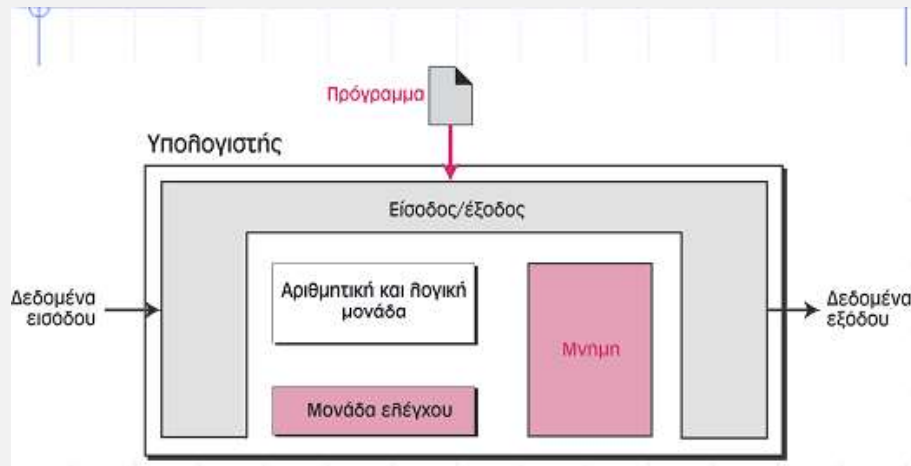 Πρόγραμμα
Υπολογιστής
Είσοδος/έξοδος
Δεδομένα
εισόδου
Αριθμητική και λογική
μονάδα
Μνήμη
Δεδομένα
εξόδου
Μονάδα ελέγχου